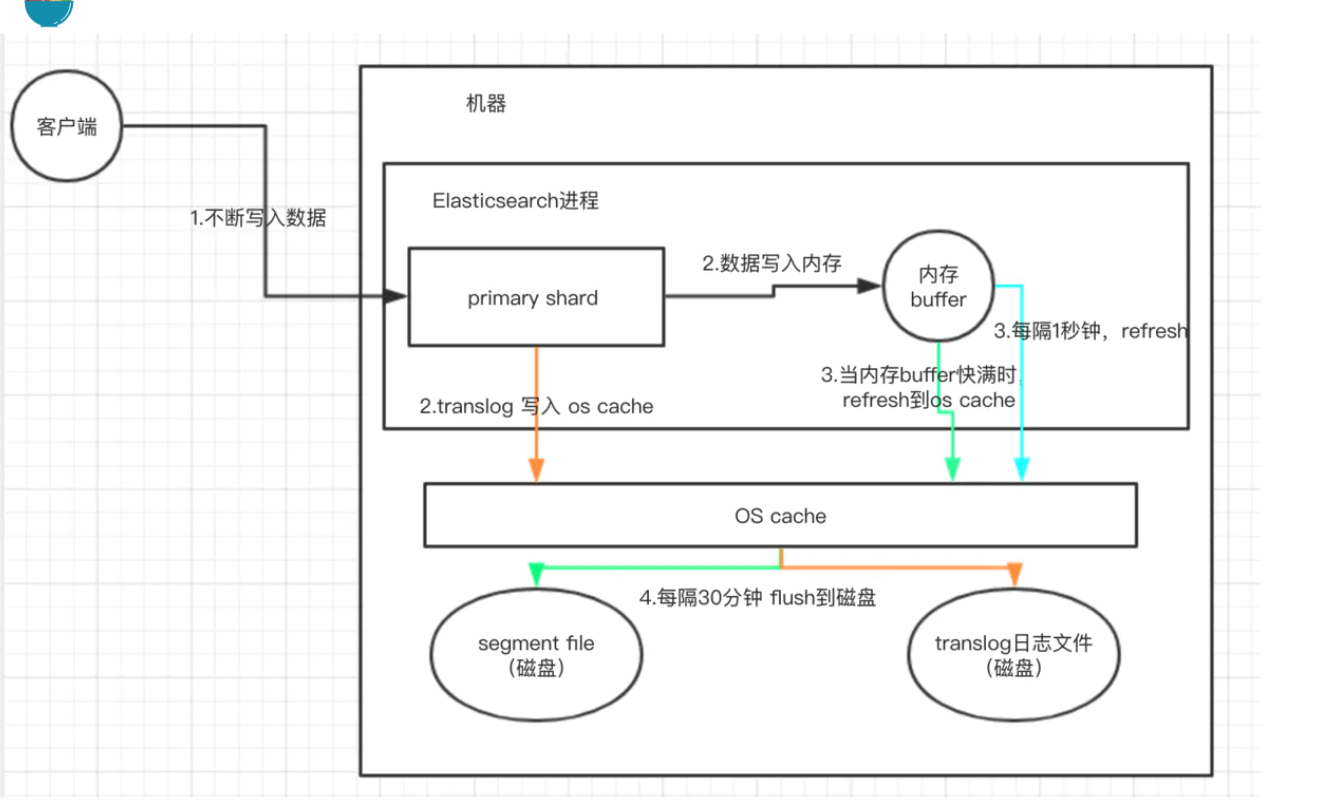 机器
客户端
Elasticsearch进程
1.不断写入数据
2.数据写入内存
内存
buffer
primary shard
3.每隔1秒钟，refresh
3.当内存buffer快满时，
refresh到os cache
2.translog 写入 os cache
OS cache
4.每隔30分钟 flush到磁盘
segment file
（磁盘）
translog日志文件
（磁盘）